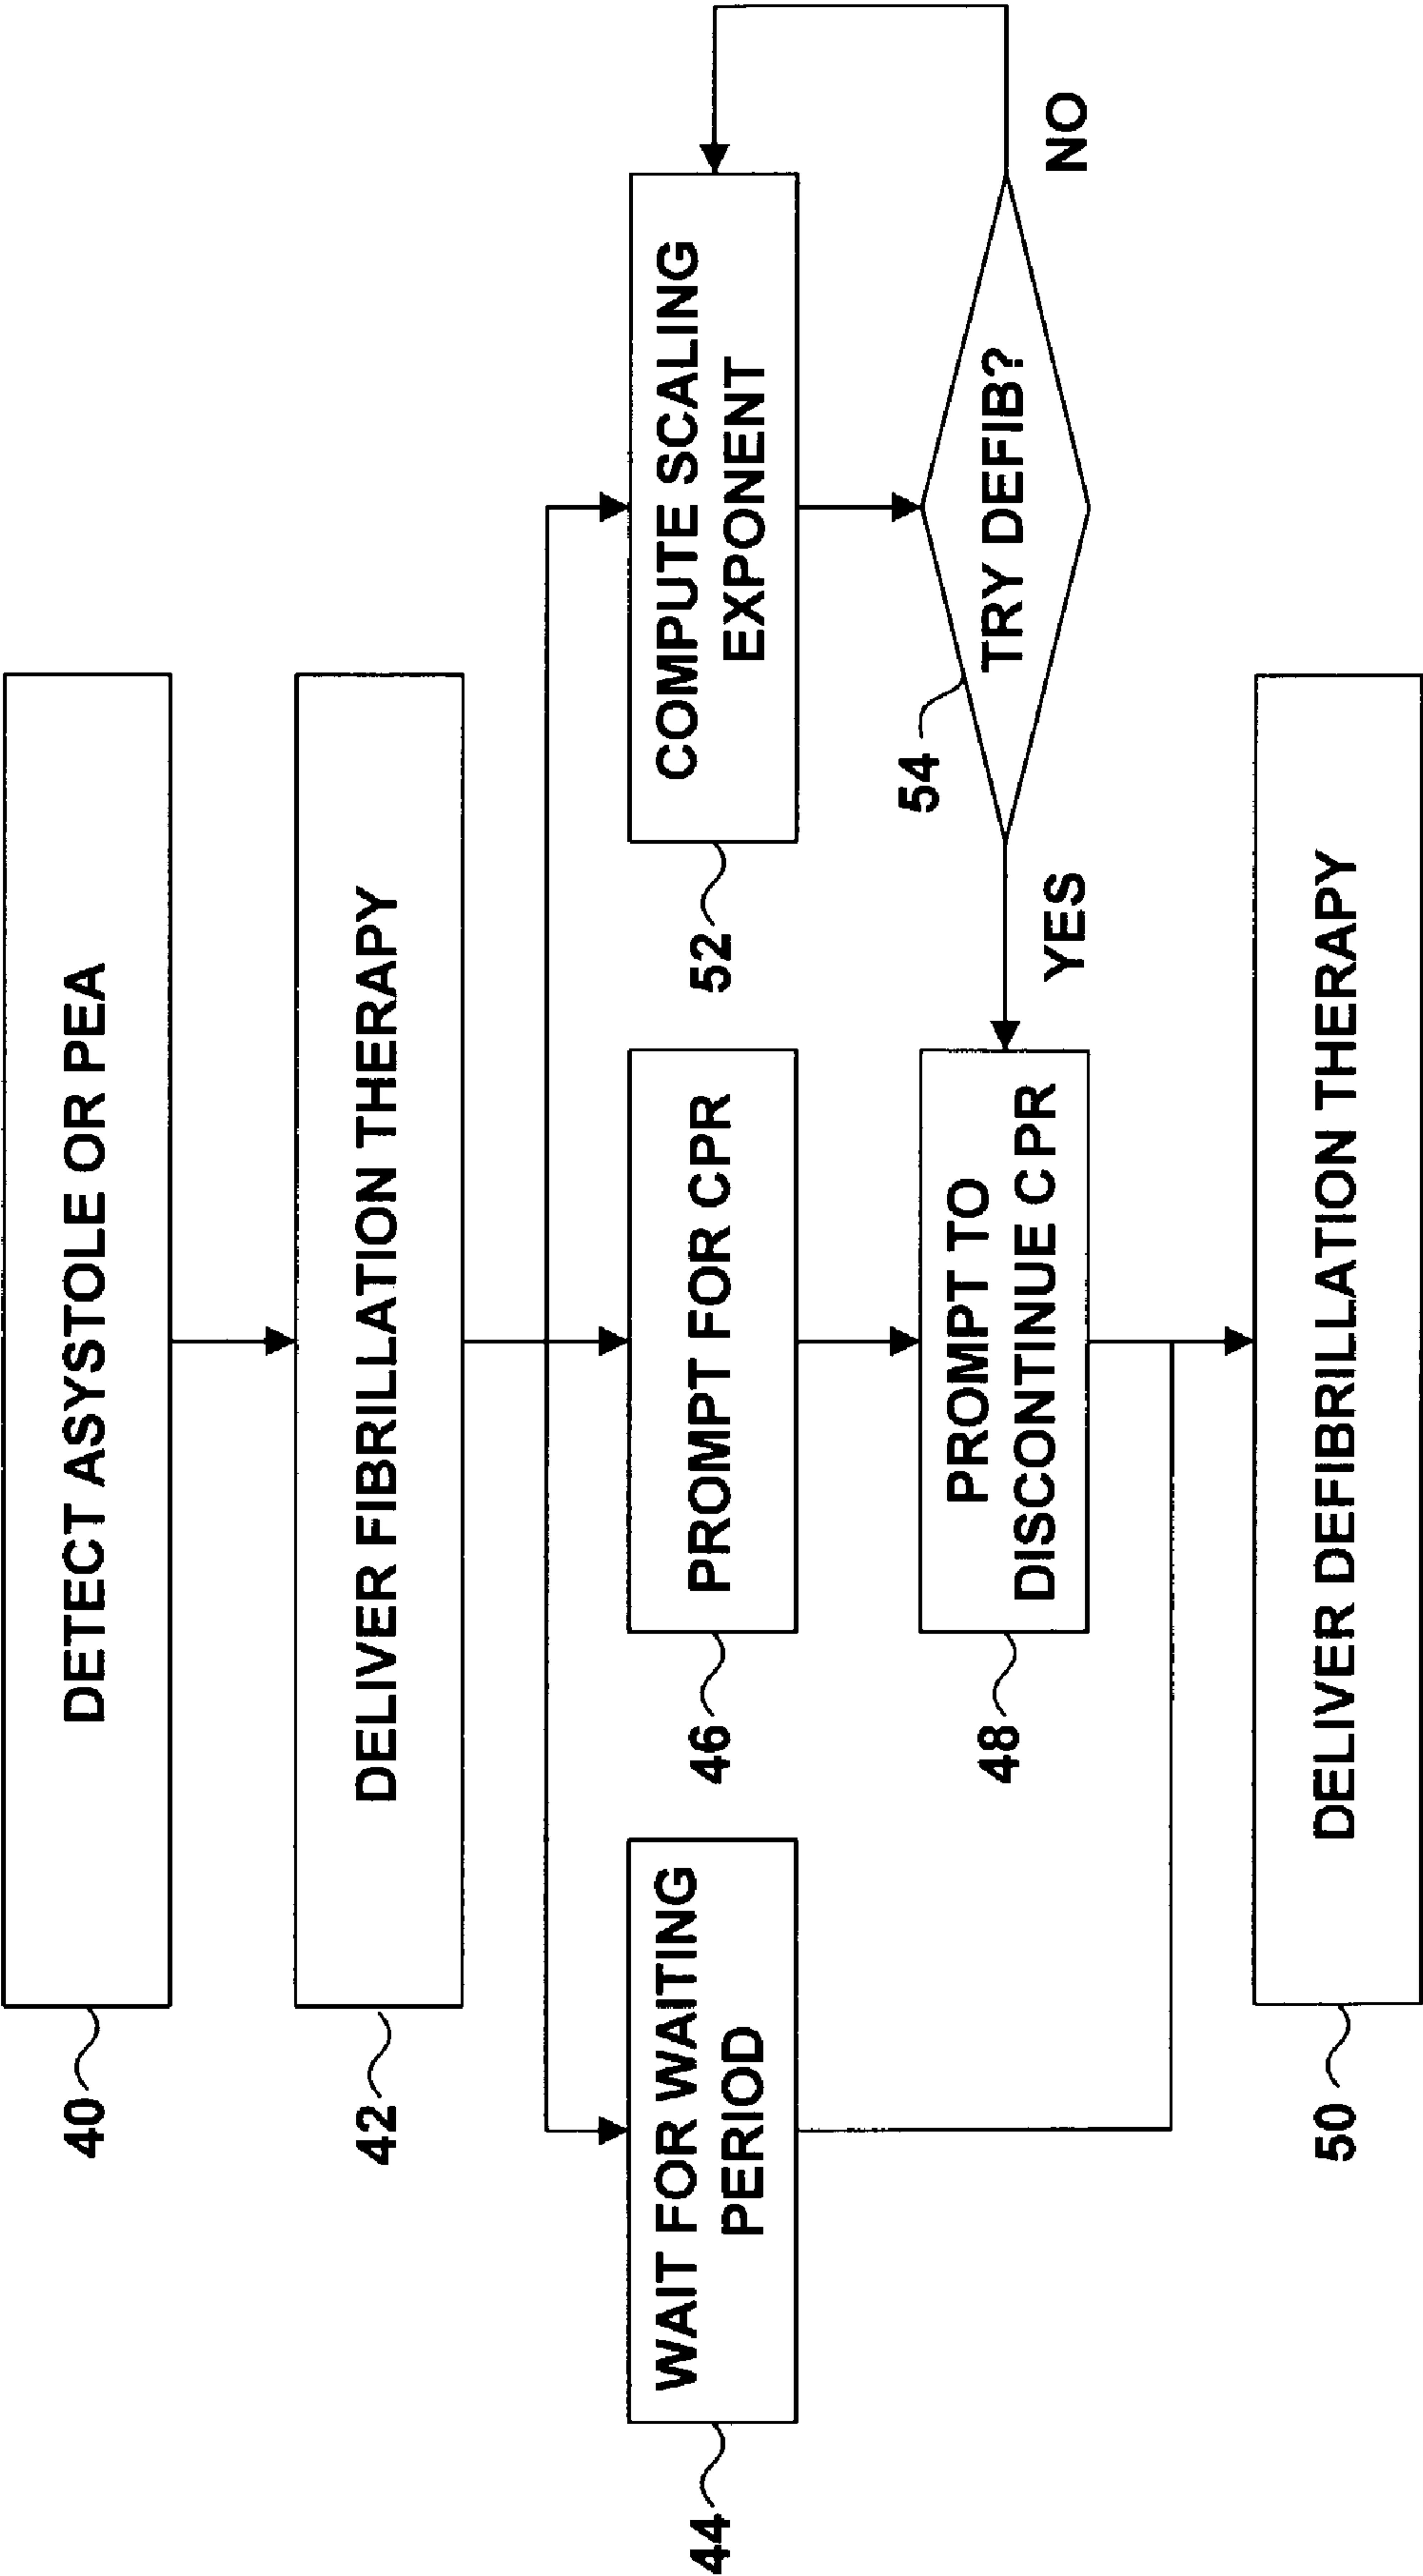 40
DETECT ASYSTOLE OR PEA
42
DELIVER FIBRILLATION THERAPY
44
WAIT FOR WAITING
PERIOD
46
PROMPT FOR CPR
52
COMPUTE SCALING
EXPONENT
48
PROMPT TO
DISCONTINUE CPR
YES
54
TRY DEFIB?
NO
50
DELIVER DEFIBRILLATION THERAPY